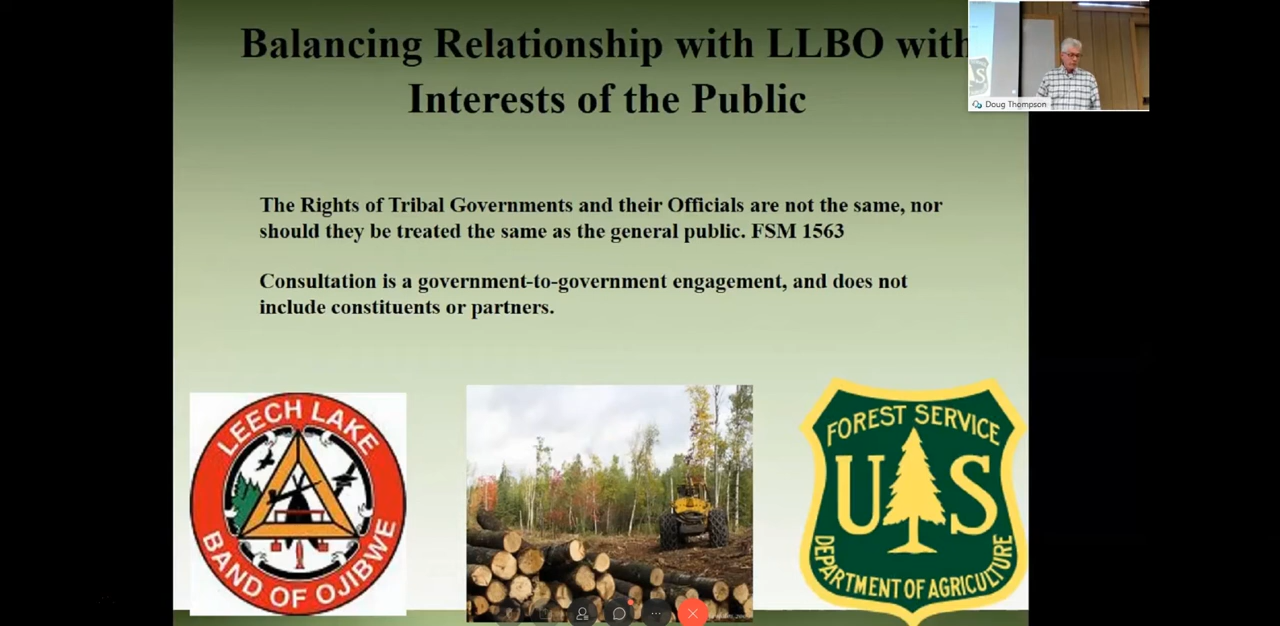 Balancing Relationship with LLBO with
Interests of the Public
Doug Thompson
The Rights of Tribal Governments and their Officials are not the same, nor
should they be treated the same as the general public. FSM 1563
Consultation is a government-to-government engagement, and does not
include constituents or partners.
LEECH LAKE
BAND OF OJIBWE
FOREST SERVICE
U S
DEPARTMENT OF AGRICULTURE